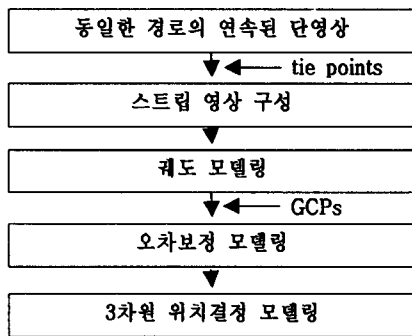 동일한 경로의 연속된 단영상
tie points
스트립 영상 구성
궤도 모델링
GCPs
오차보정 모델링
3차원 위치결정 모델링